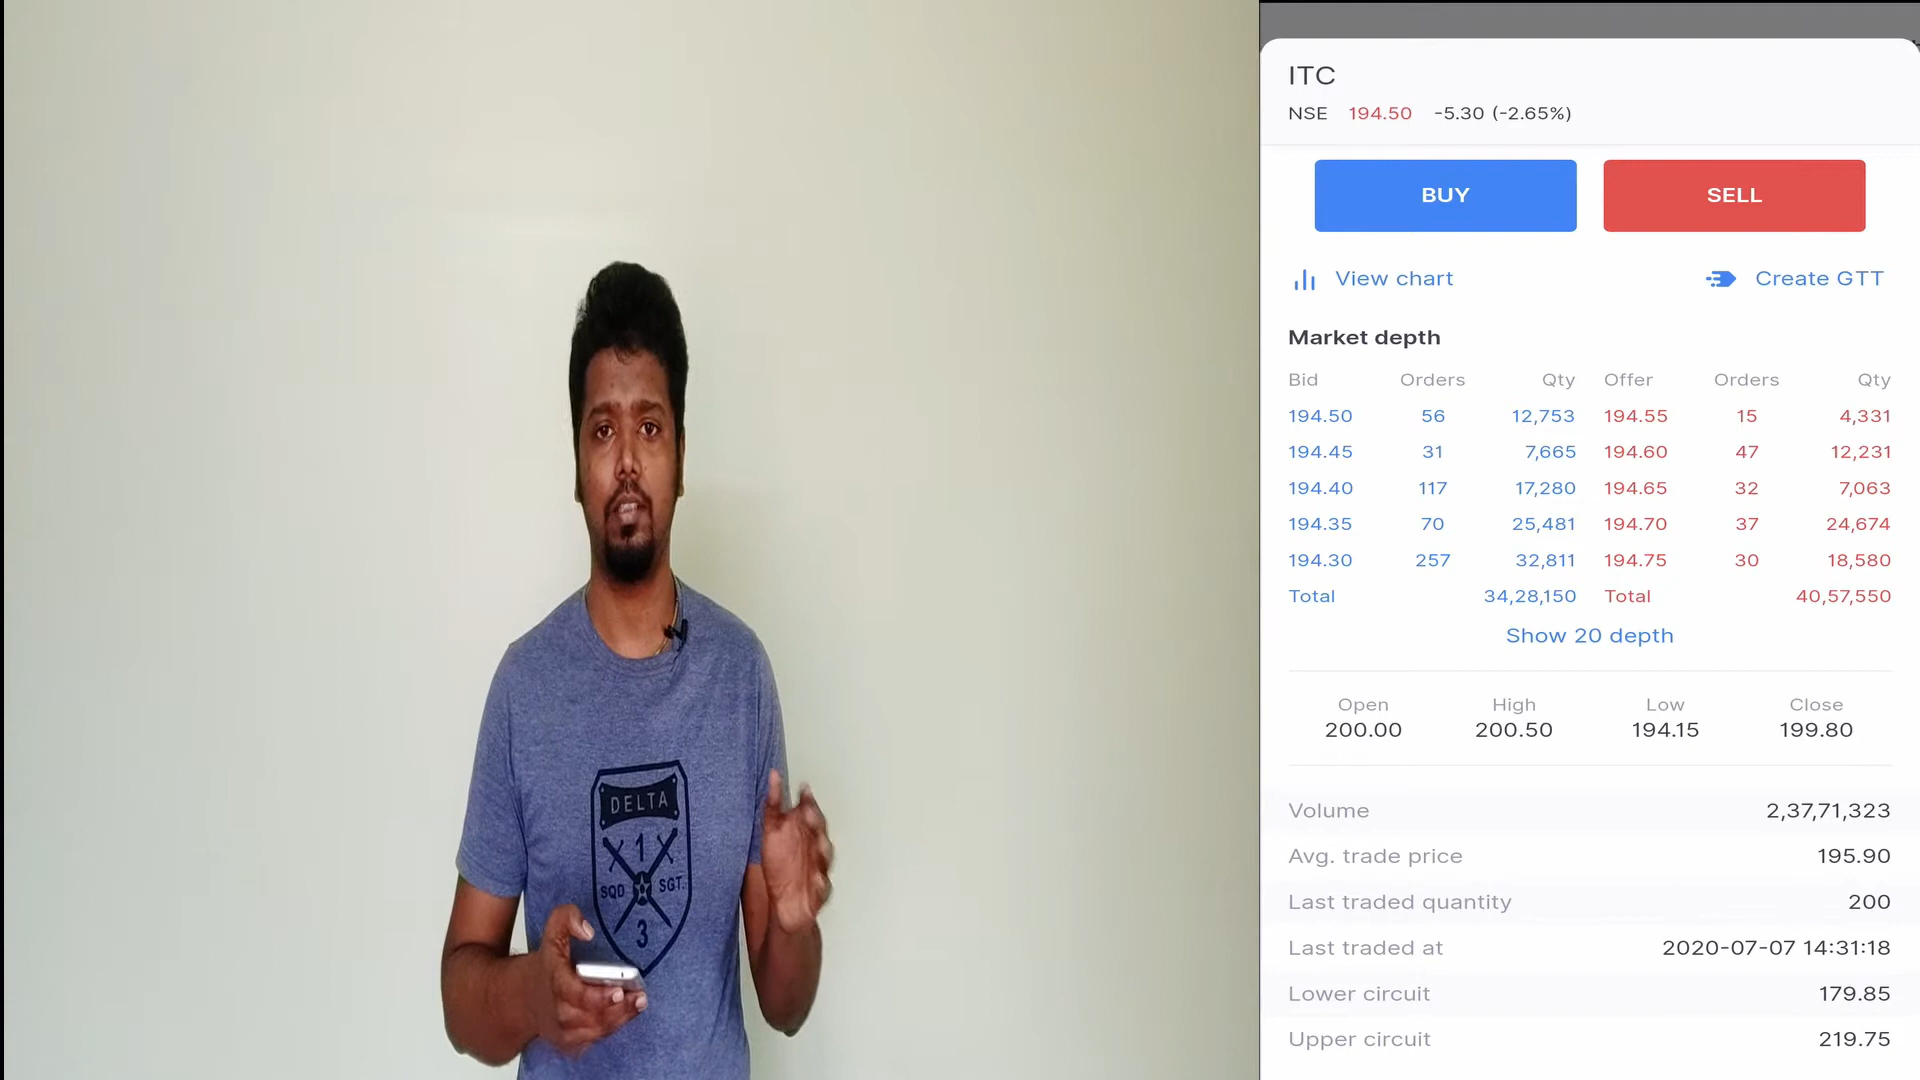 DELTA
1
SQD SGT.
3
ITC
NSE 194.50 -5.30 (-2.65%)
BUY SELL
View chart Create GTT
Market depth
Bid Orders Qty Offer Orders Qty
194.50 56 12,753 194.55 15 4,331
194.45 31 7,665 194.60 47 12,231
194.40 117 17,280 194.65 32 7,063
194.35 70 25,481 194.70 37 24,674
194.30 257 32,811 194.75 30 18,580
Total 34,28,150 Total 40,57,550
Show 20 depth
Open High Low Close
200.00 200.50 194.15 199.80
Volume 2,37,71,323
Avg. trade price 195.90
Last traded quantity 200
Last traded at 2020-07-07 14:31:18
Lower circuit 179.85
Upper circuit 219.75